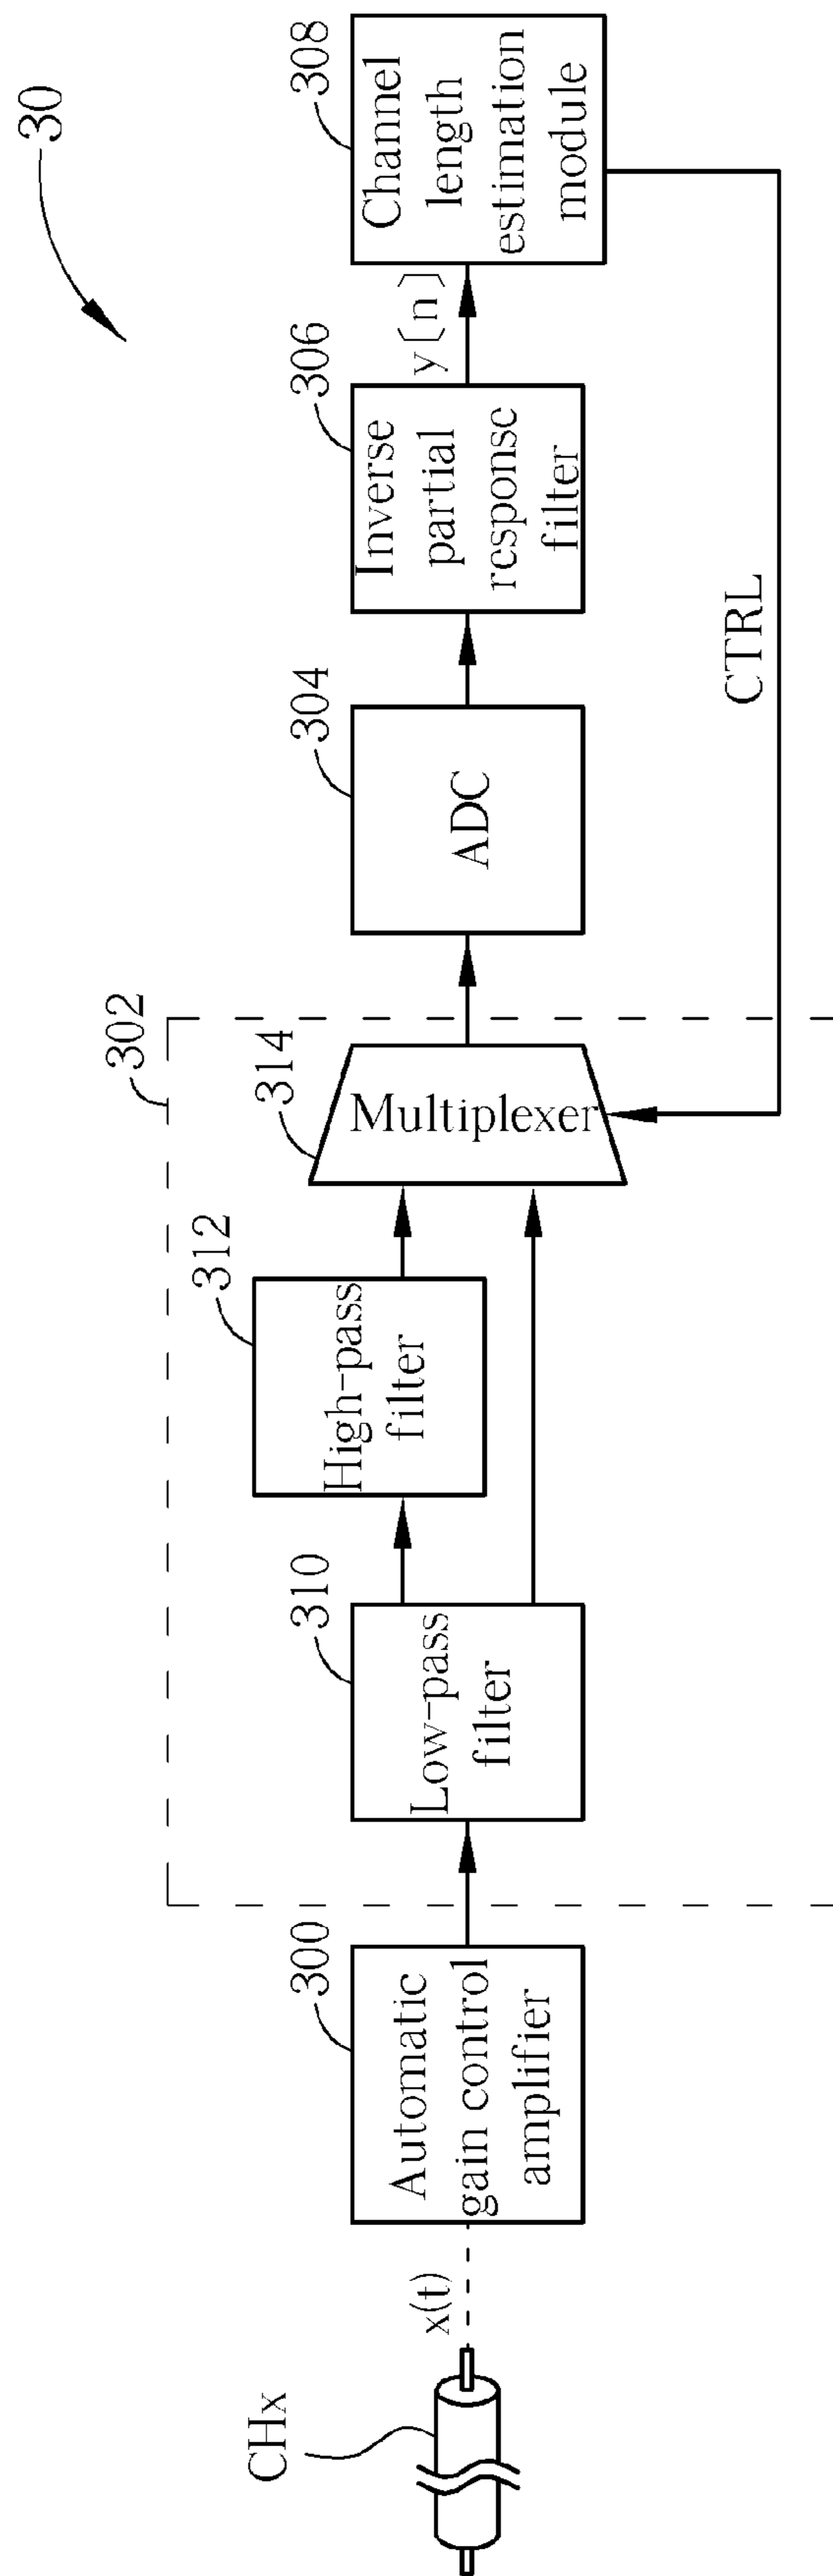 30
CHx
x(t)
300
Automatic
gain control
amplifier
302
310
Low-pass
filter
312
High-pass
filter
314
Multiplexer
304
ADC
306
Inverse
partial
response
filter
y[n]
308
Channel
length
estimation
module
CTRL